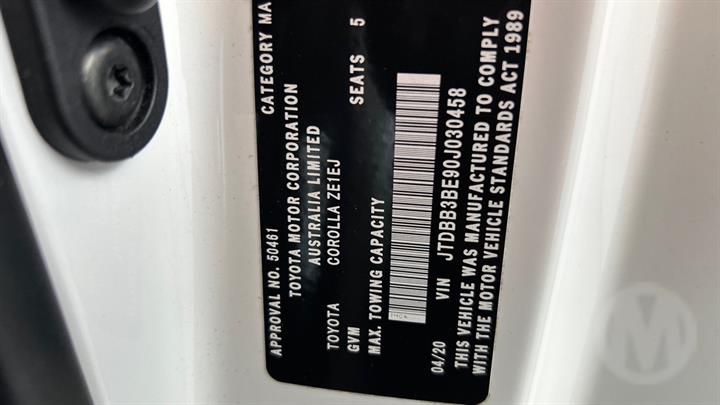 APPROVAL NO. 50461 CATEGORY MA
TOYOTA MOTOR CORPORATION
AUSTRALIA LIMITED
TOYOTA COROLLA ZE1EJ
GVM SEATS 5
MAX. TOWING CAPACITY
04/20 VIN JTDBB3BE90J030458
THIS VEHICLE WAS MANUFACTURED TO COMPLY
WITH THE MOTOR VEHICLE STANDARDS ACT 1989
M